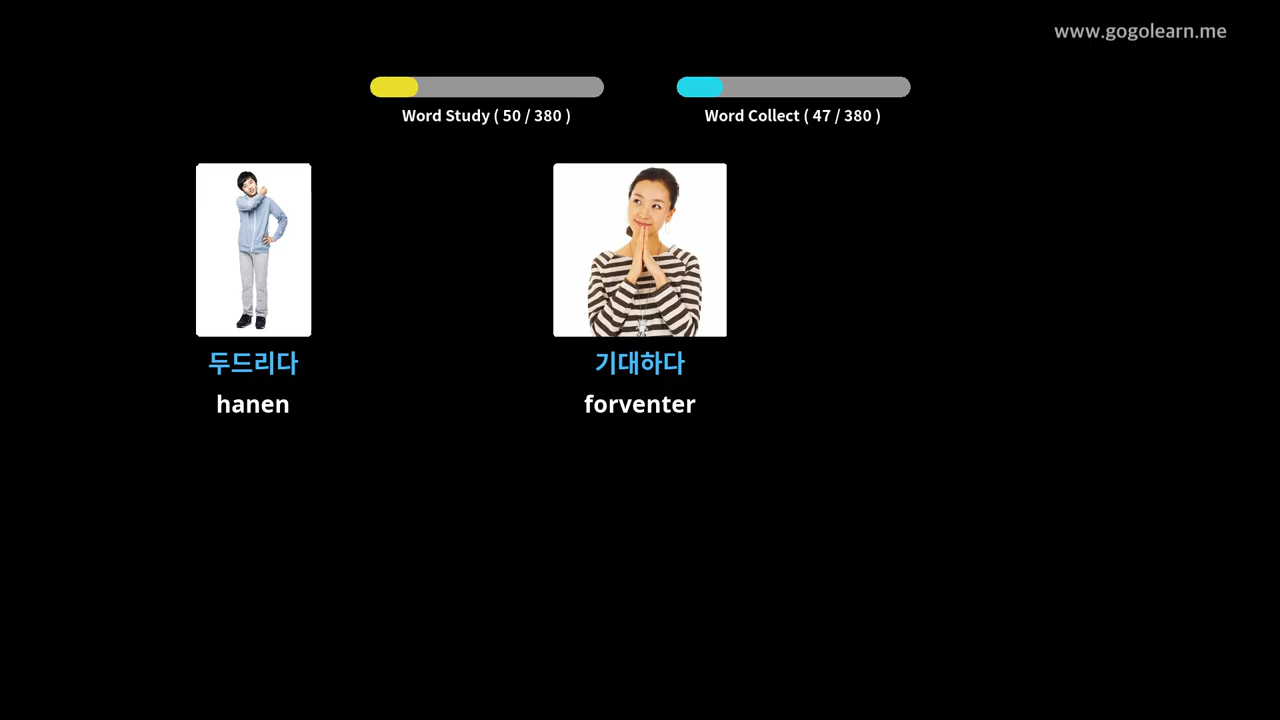 www.gogolearn.me
Word Study ( 50 / 380 )
Word Collect ( 47 / 380 )
두드리다
hanen
기대하다
forventer